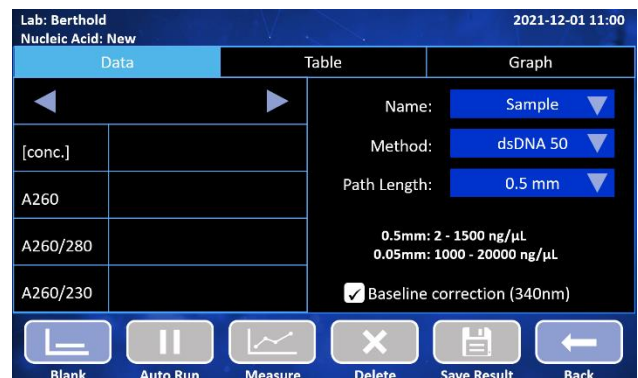 Lab: Berthold
2021-12-01 11:00
Nucleic Acid: New
Data
Table
Graph
[conc.]
A260
A260/280
A260/230
Name:
Sample
Method:
dsDNA 50
Path Length:
0.5 mm
0.5mm: 2 - 1500 ng/µL
0.05mm: 1000 - 20000 ng/µL
Baseline correction (340nm)
Blank
Auto Run
Measure
Delete
Save Result
Back